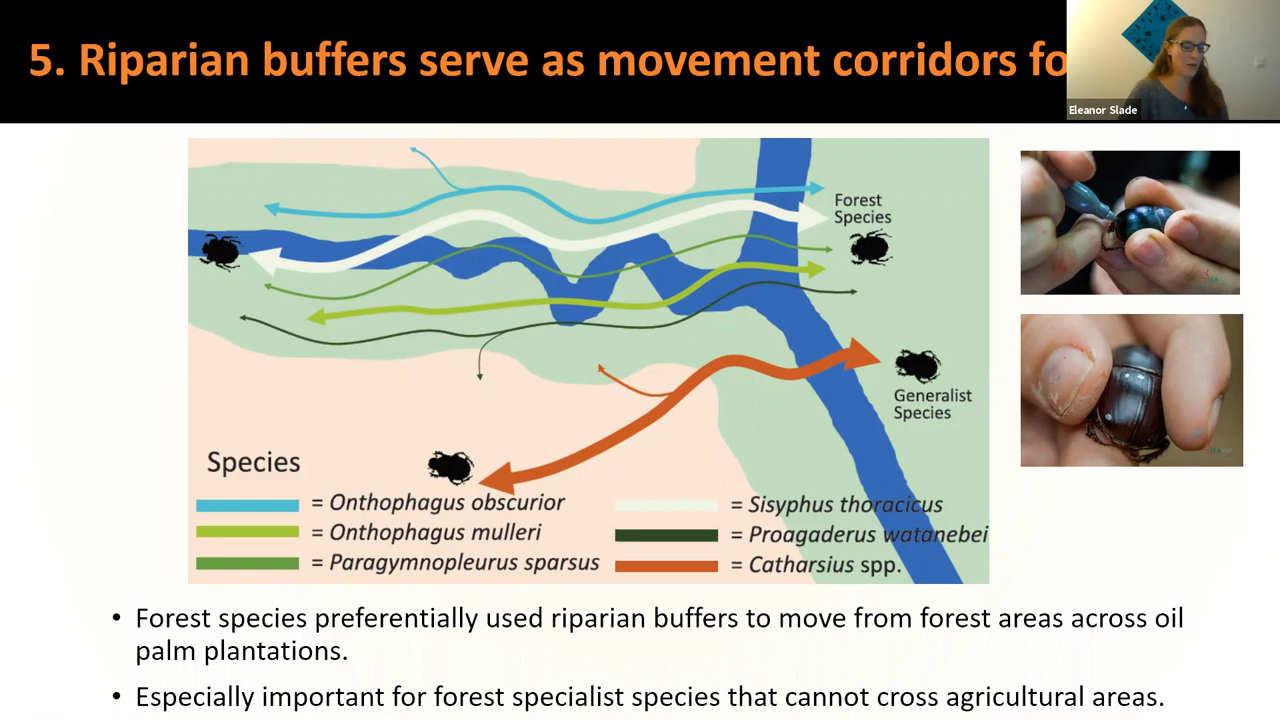 5. Riparian buffers serve as movement corridors fo
Eleanor Slade
Forest
Species
Generalist
Species
Species
= Onthophagus obscurior
= Sisyphus thoracicus
= Onthophagus mulleri
= Proagaderus watanebei
= Paragymnopleurus sparsus
= Catharsius spp.
• Forest species preferentially used riparian buffers to move from forest areas across oil
palm plantations.
• Especially important for forest specialist species that cannot cross agricultural areas.